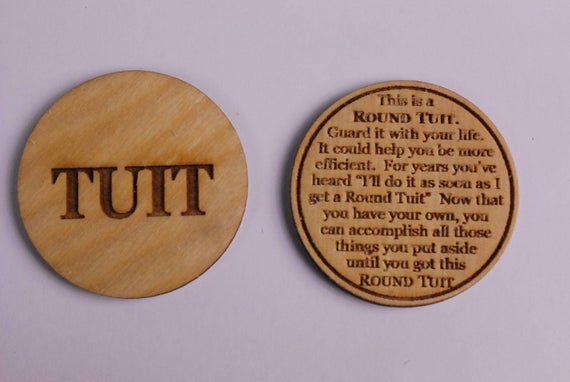 TUIT
This is a
ROUND TUIT.
Guard it with your life.
It could help you be more
efficient. For years you've
heard "I'll do it as soon as I
get a Round Tuit" Now that
you have your own, you
can accomplish all those
things you put aside
until you got this
ROUND TUIT